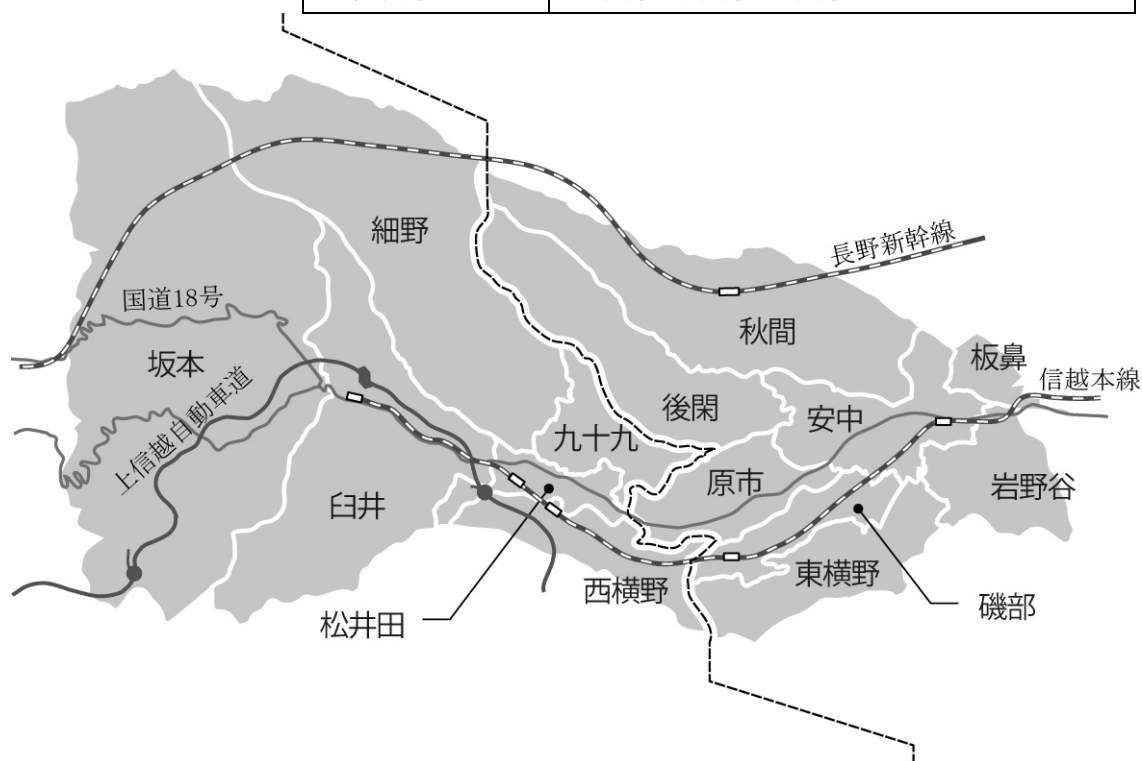 細野
長野新幹線
国道18号
秋間
坂本
板鼻
信越本線
上信越自動車道
後閑
安中
九十九
原市
岩野谷
臼井
東横野
西横野
松井田
磯部